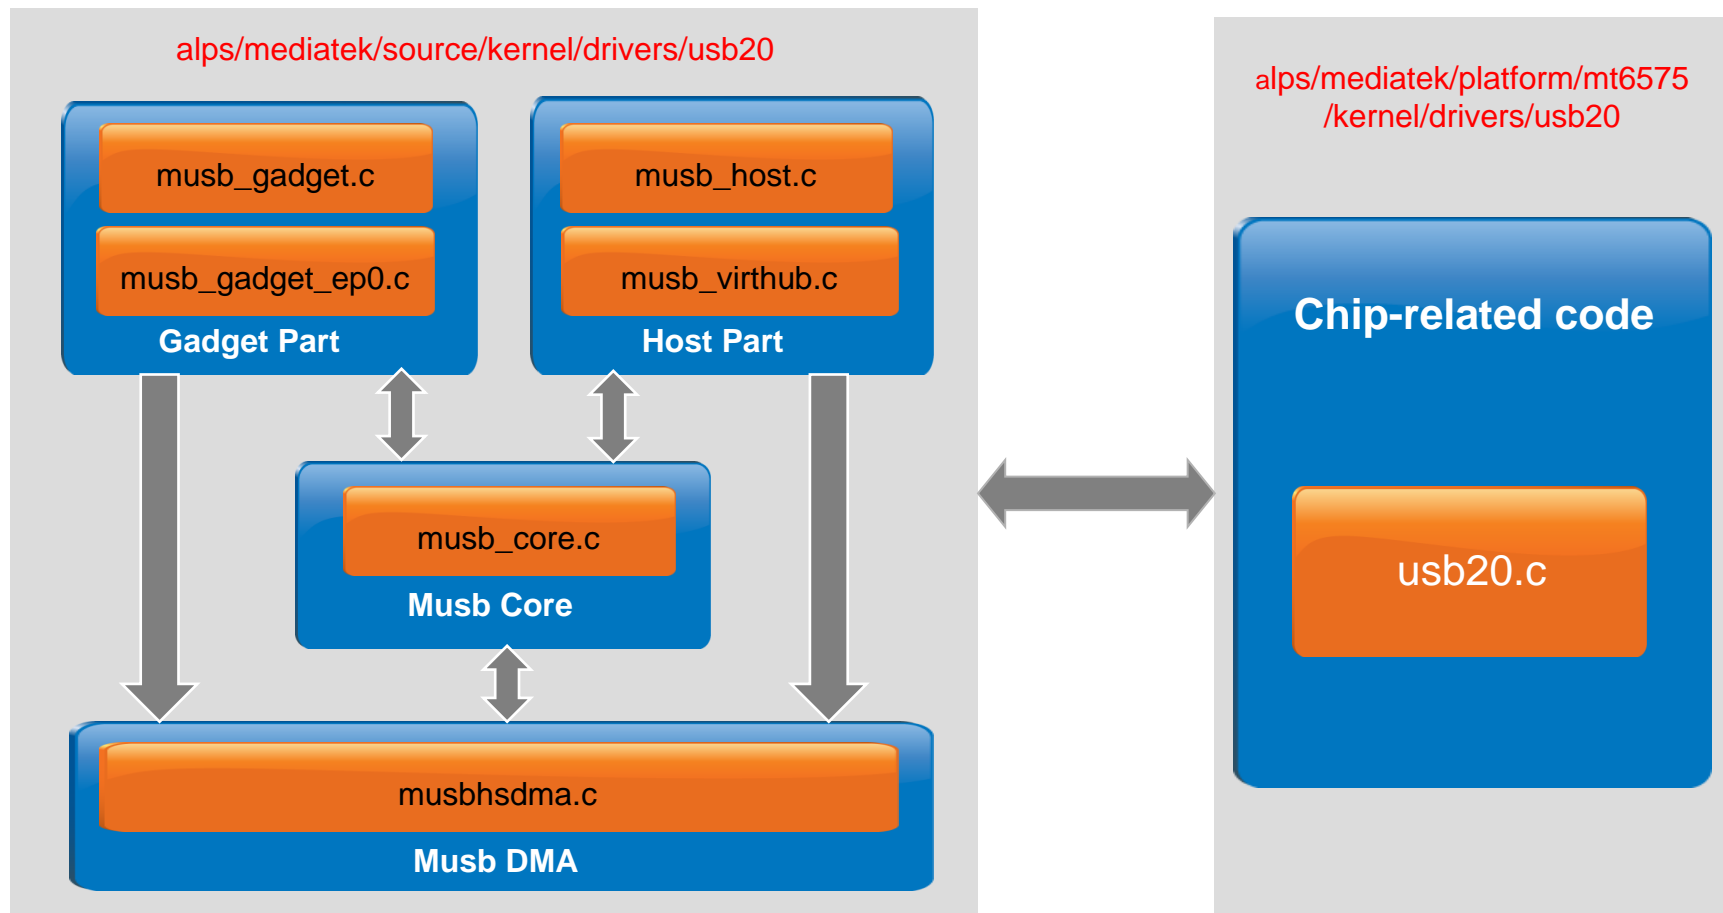 alps/mediatek/source/kernel/drivers/usb20
musb_gadget.c
musb_gadget_ep0.c
Gadget Part
musb_host.c
musb_virthub.c
Host Part
musb_core.c
Musb Core
musbhsdma.c
Musb DMA
alps/mediatek/platform/mt6575
/kernel/drivers/usb20
Chip-related code
usb20.c